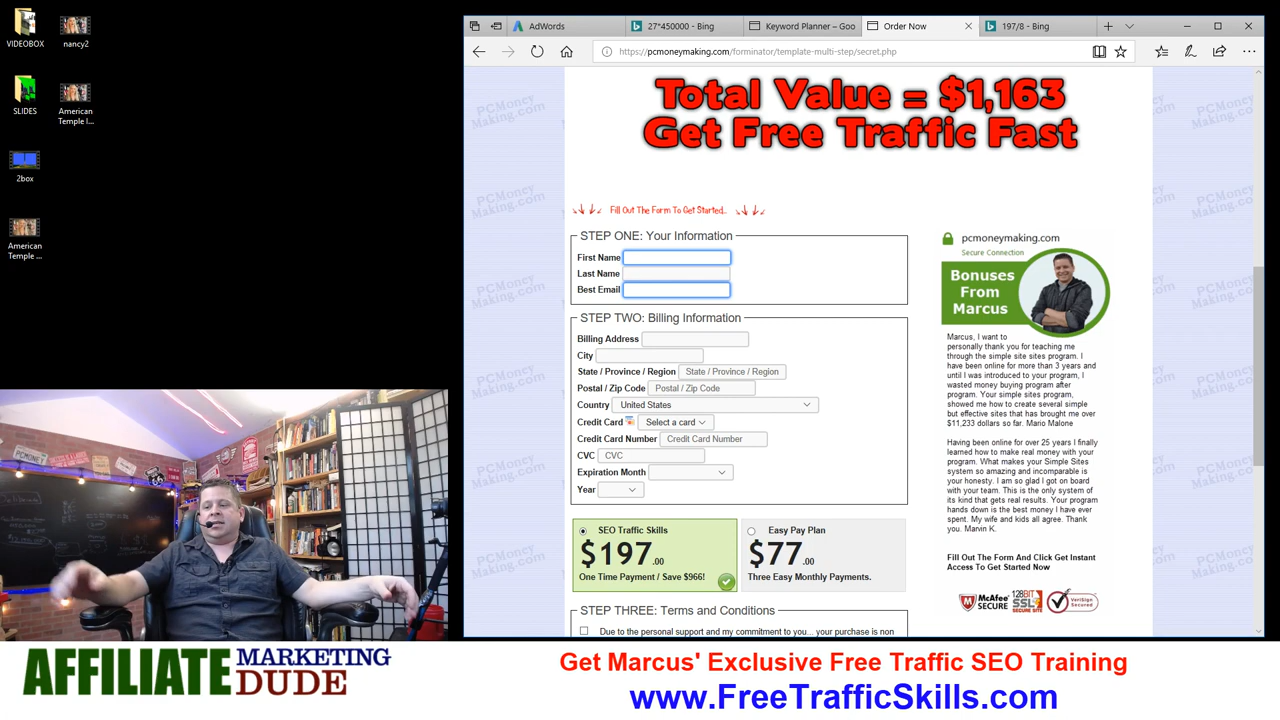 VIDEOBOX
nancy2
SLIDES
American
Temple I...
2box
American
Temple ...
AdWords
27*450000 - Bing
Keyword Planner – Goo
Order Now
197/8 - Bing
https://pcmoneymaking.com/forminator/template-multi-step/secret.php
Total Value = $1,163
Get Free Traffic Fast
Fill Out The Form To Get Started...
STEP ONE: Your Information
First Name
Last Name
Best Email
STEP TWO: Billing Information
Billing Address
City
State / Province / Region State / Province / Region
Postal / Zip Code Postal / Zip Code
Country United States
Credit Card Select a card
Credit Card Number Credit Card Number
CVC CVC
Expiration Month
Year
SEO Traffic Skills
$197.00
One Time Payment / Save $966!
Easy Pay Plan
$77.00
Three Easy Monthly Payments.
STEP THREE: Terms and Conditions
Due to the personal support and my commitment to you... your purchase is non
pcmoneymaking.com
Secure Connection
Bonuses
From
Marcus
Marcus, I want to
personally thank you for teaching me
through the simple site sites program. I
have been online for more than 3 years and
until I was introduced to your program, I
wasted money buying program after
program. Your simple sites program,
showed me how to create several simple
but effective sites that has brought me over
$11,233 dollars so far. Mario Malone
Having been online for over 25 years I finally
learned how to make real money with your
program. What makes your Simple Sites
system so amazing and incomparable is
your honesty. I am so glad I got on board
with your team. This is the only system of
its kind that gets real results. Your program
hands down is the best money I have ever
spent. My wife and kids all agree. Thank
you. Marvin K.
Fill Out The Form And Click Get Instant
Access To Get Started Now
McAfee
SECURE
128BIT
SSL
SECURE SITE
VeriSign
Secured
PCMoney
Making.com
AFFILIATE MARKETING
DUDE
Get Marcus' Exclusive Free Traffic SEO Training
www.FreeTrafficSkills.com